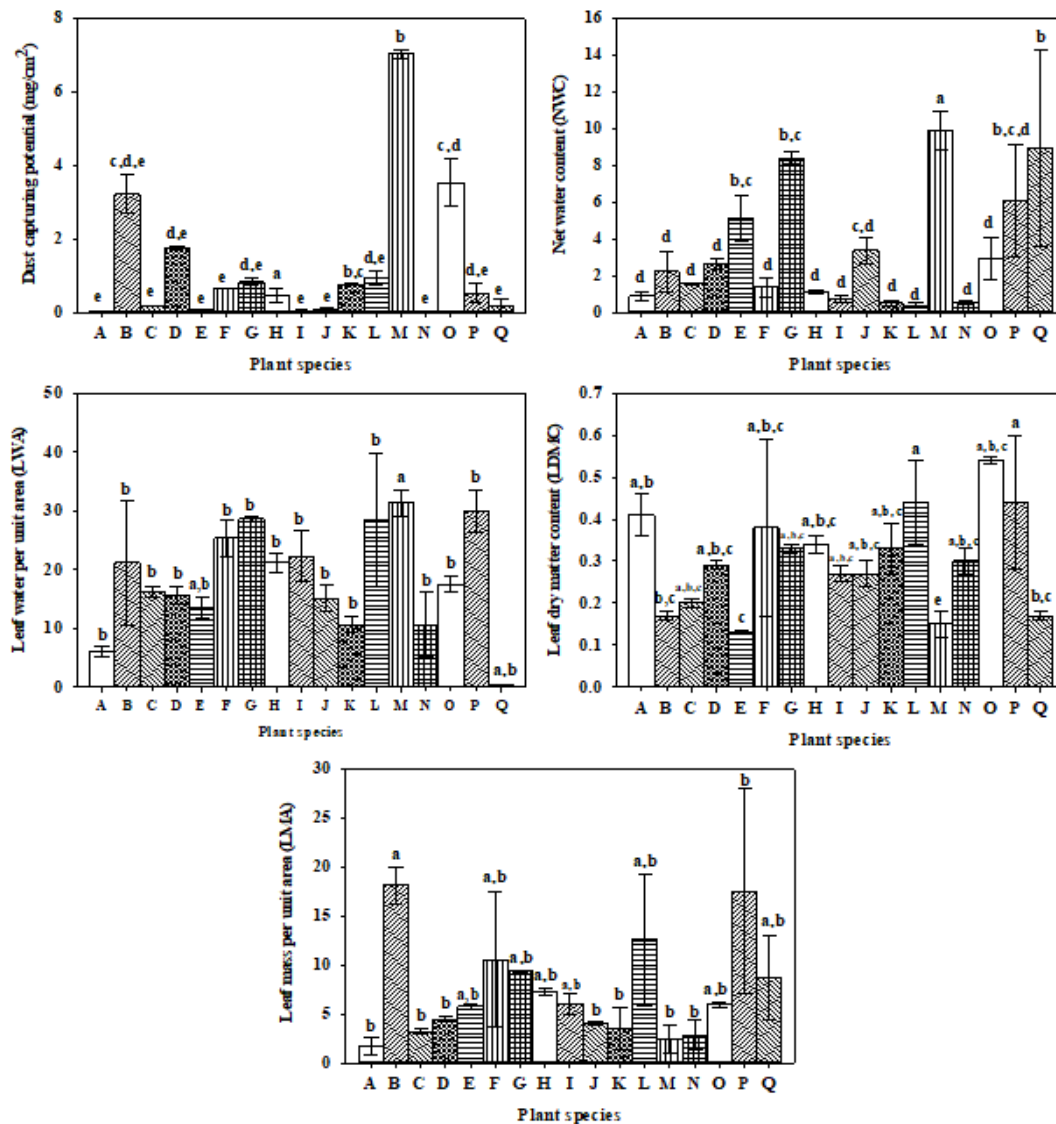 Dust capturing potential (mg/cm²)
8
6
4
2
0
e
c,d,e
e
d,e
e
e
d,e
a
e
e
b,c
d,e
b
e
c,d
d,e
e
A B C D E F G H I J K L M N O P Q
Plant species
Net water content (NWC)
16
14
12
10
8
6
4
2
0
d
d
d
d
b,c
d
b,c
d
d
c,d
d
d
a
d
d
b,c,d
b
A B C D E F G H I J K L M N O P Q
Plant species
Leaf water per unit area (LWA)
50
40
30
20
10
0
b
b
b
b
a,b
b
b
b
b
b
b
b
a
b
b
b
a,b
A B C D E F G H I J K L M N O P Q
Plant species
Leaf dry matter content (LDMC)
0.7
0.6
0.5
0.4
0.3
0.2
0.1
0.0
a,b
b,c
a,b,c
a,b,c
c
a,b,c
a,b,c
a,b,c
a,b,c
a,b,c
a,b,c
a
e
a,b,c
a,b,c
a
b,c
A B C D E F G H I J K L M N O P Q
Plant species
Leaf mass per unit area (LMA)
30
25
20
15
10
5
0
b
a
b
b
a,b
a,b
a,b
a,b
a,b
b
b
a,b
b
b
a,b
b
a,b
A B C D E F G H I J K L M N O P Q
Plant species